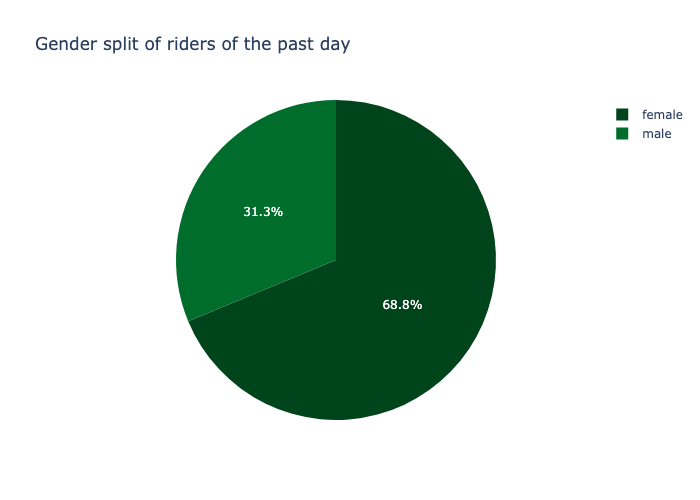 Gender split of riders of the past day
female
male
31.3%
68.8%